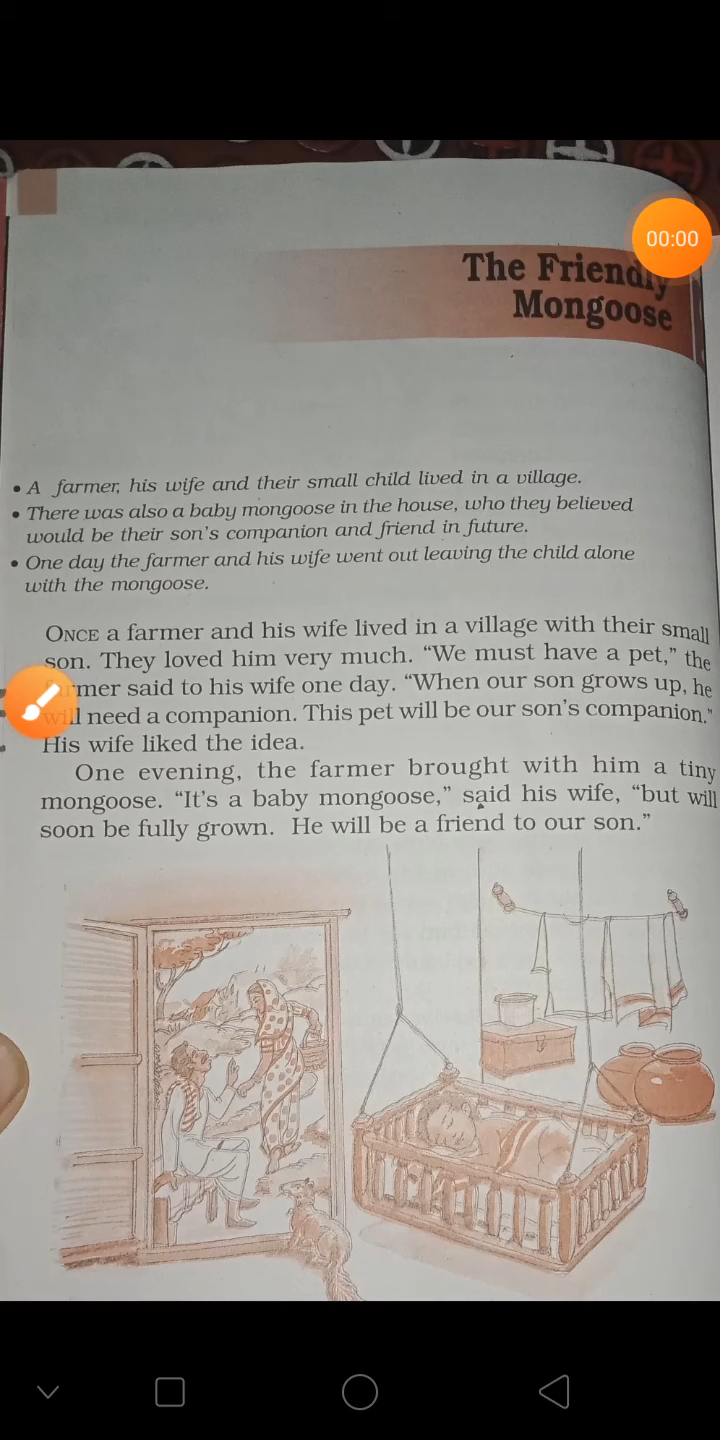 00:00
The Friendly
Mongoose
• A farmer, his wife and their small child lived in a village.
• There was also a baby mongoose in the house, who they believed
would be their son's companion and friend in future.
• One day the farmer and his wife went out leaving the child alone
with the mongoose.
ONCE a farmer and his wife lived in a village with their small
son. They loved him very much. “We must have a pet,” the
farmer said to his wife one day. “When our son grows up, he
will need a companion. This pet will be our son's companion.”
His wife liked the idea.
One evening, the farmer brought with him a tiny
mongoose. “It's a baby mongoose,” said his wife, “but will
soon be fully grown. He will be a friend to our son.”